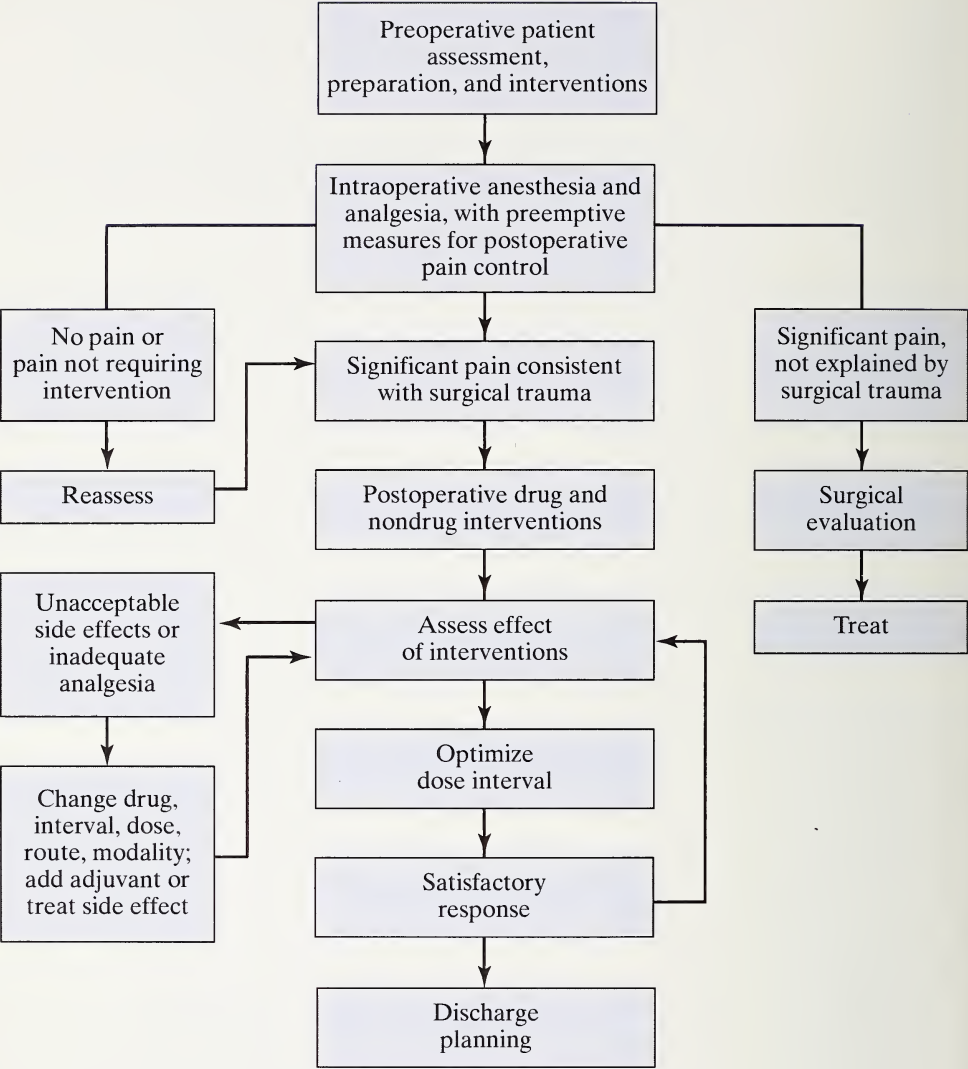 Preoperative patient
assessment,
preparation, and interventions
Intraoperative anesthesia and
analgesia, with preemptive
measures for postoperative
pain control
No pain or
pain not requiring
intervention
Significant pain consistent
with surgical trauma
Significant pain,
not explained by
surgical trauma
Reassess
Postoperative drug and
nondrug interventions
Surgical
evaluation
Unacceptable
side effects or
inadequate
analgesia
Assess effect
of interventions
Treat
Change drug,
interval, dose,
route, modality;
add adjuvant or
treat side effect
Optimize
dose interval
Satisfactory
response
Discharge
planning